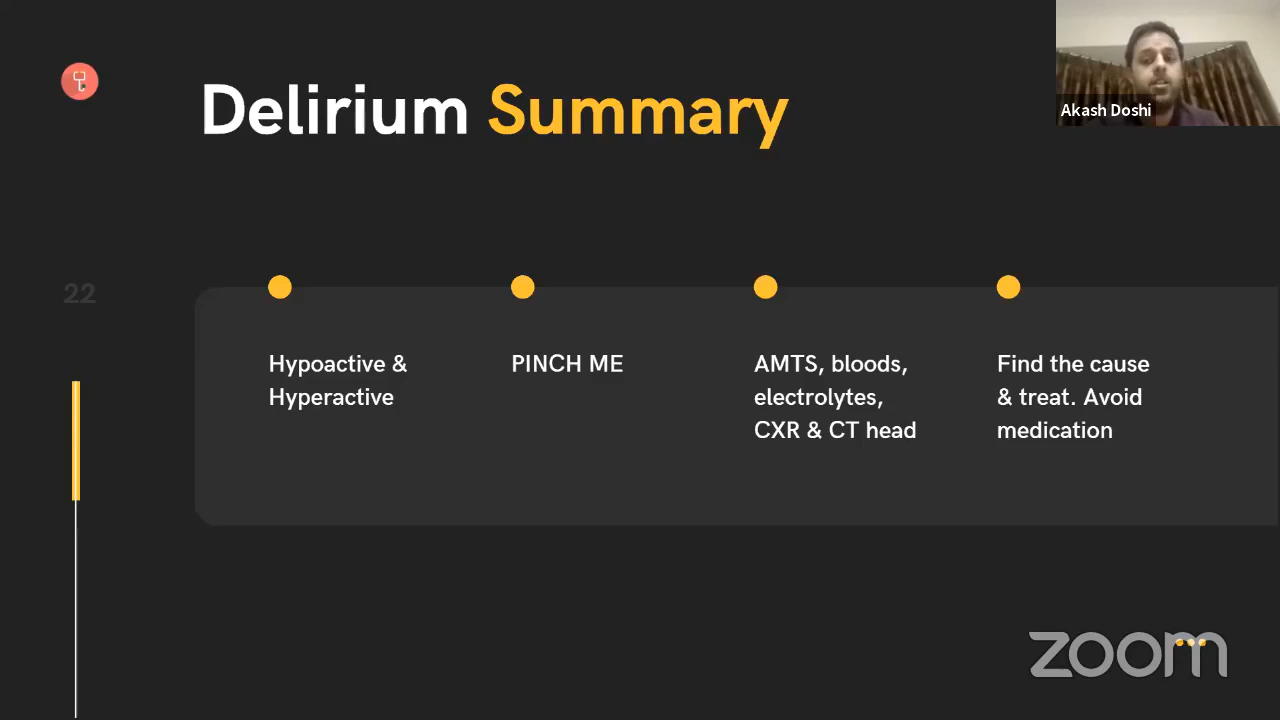 Delirium Summary
Akash Doshi
22
Hypoactive &
Hyperactive
PINCH ME
AMTS, bloods,
electrolytes,
CXR & CT head
Find the cause
& treat. Avoid
medication
zoom